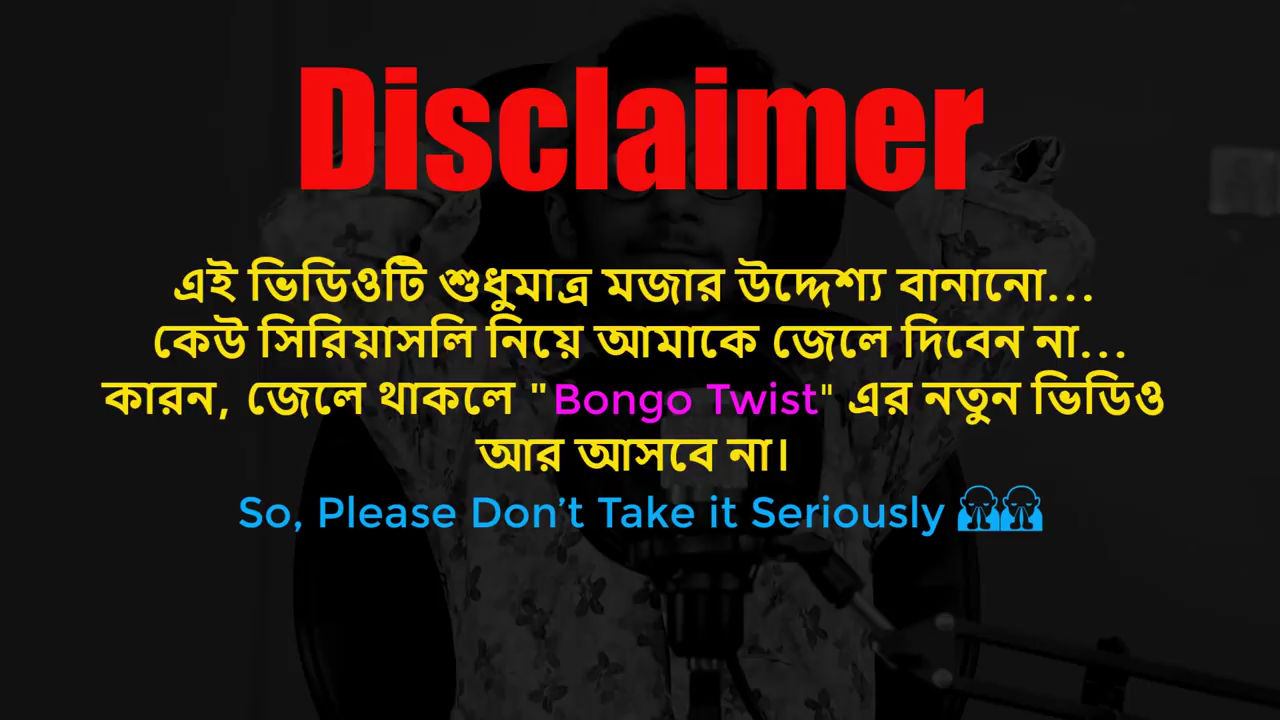 Disclaimer
এই ভিডিওটি শুধুমাত্র মজার উদ্দেশ্য বানানো...
কেউ সিরিয়াসলি নিয়ে আমাকে জেলে দিবেন না...
কারন, জেলে থাকলে "Bongo Twist" এর নতুন ভিডিও
আর আসবে না।
So, Please Don’t Take it Seriously